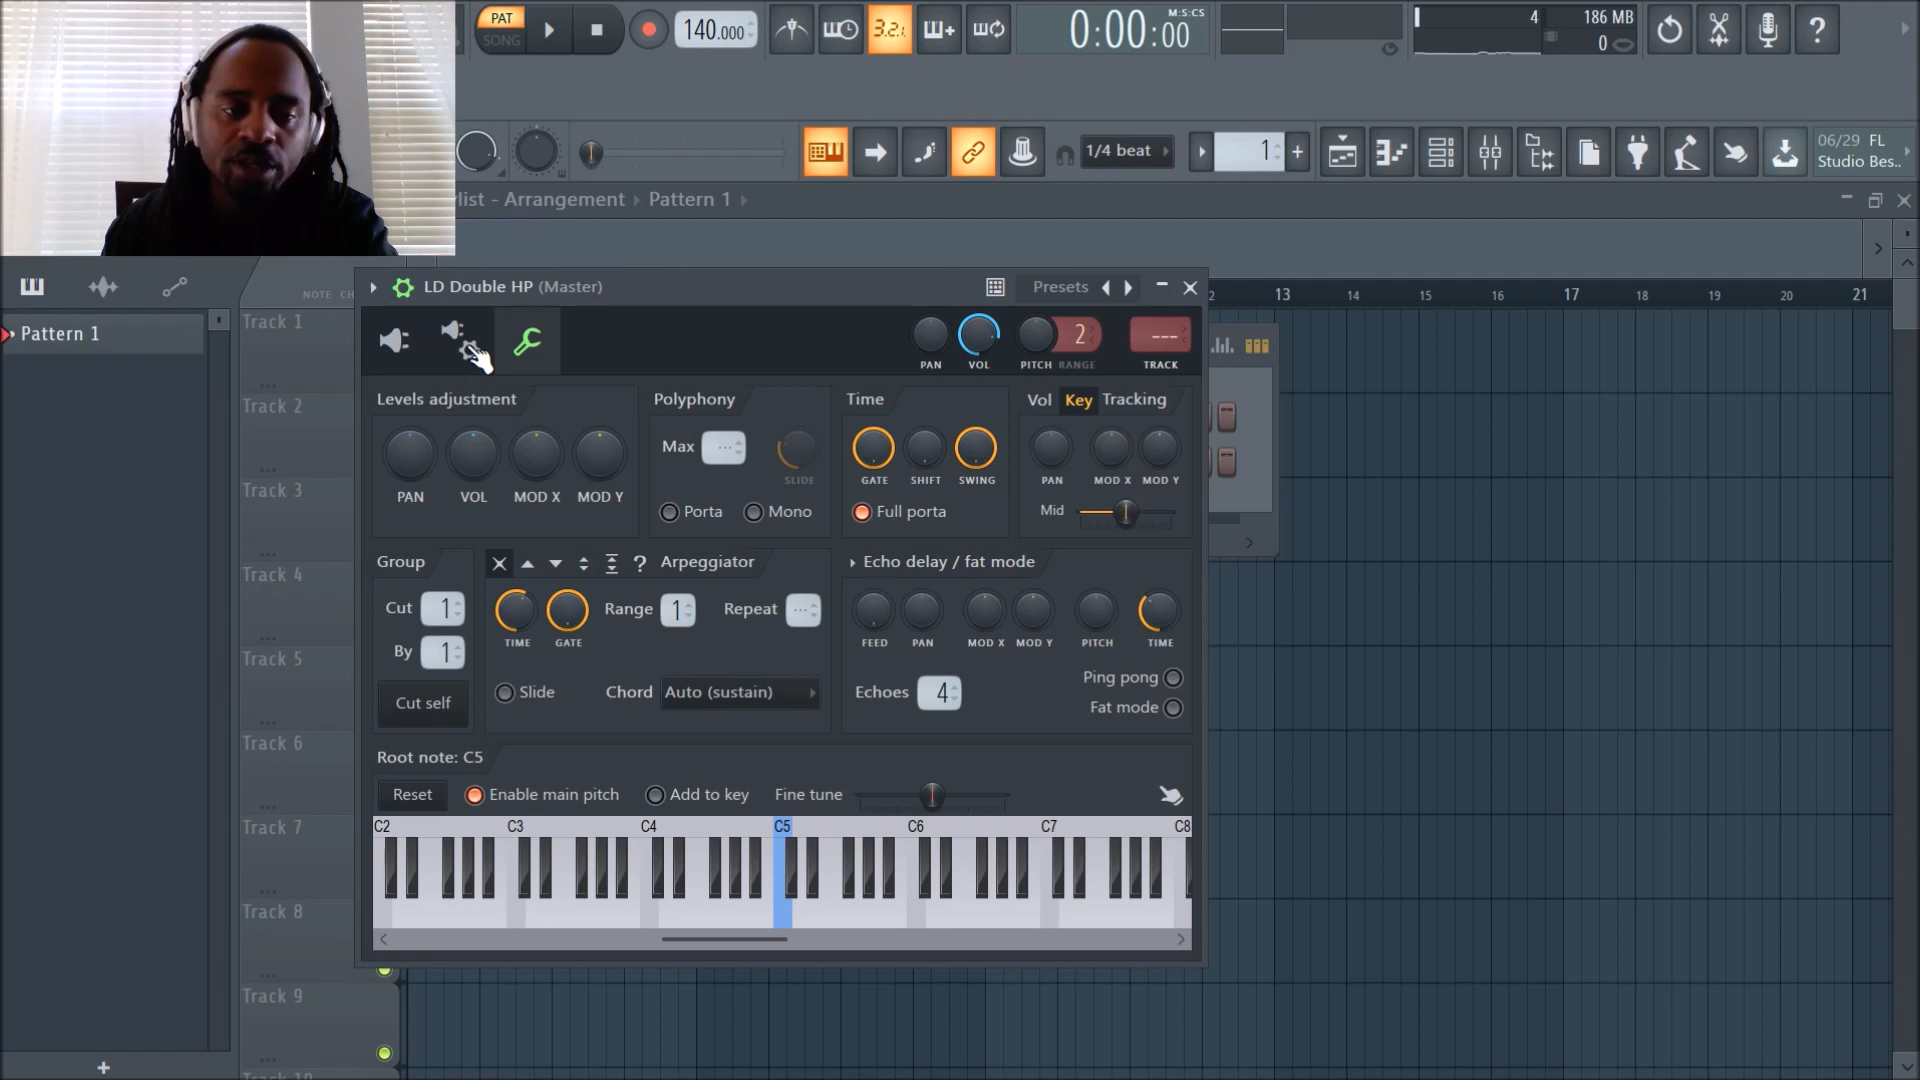 PAT
SONG
140.000
3.2.
M:S:CS
0:00:00
4
186 MB
0
?
1/4 beat
1
+
06/29 FL
Studio Bes..
list - Arrangement
Pattern 1
Pattern 1
NOTE
Track 1
Track 2
Track 3
Track 4
Track 5
Track 6
Track 7
Track 8
Track 9
13
14
15
16
17
18
19
20
21
LD Double HP (Master)
Presets
2
PAN
VOL
PITCH
RANGE
---
TRACK
Levels adjustment
Polyphony
Time
Vol
Key
Tracking
Max
PAN
VOL
MOD X
MOD Y
SLIDE
GATE
SHIFT
SWING
PAN
MOD X
MOD Y
Porta
Mono
Full porta
Mid
Group
? Arpeggiator
Echo delay / fat mode
Cut 1
Range 1
Repeat
TIME
GATE
FEED
PAN
MOD X
MOD Y
PITCH
TIME
By 1
Ping pong
Cut self
Slide
Chord
Auto (sustain)
Echoes 4
Fat mode
Root note: C5
Reset
Enable main pitch
Add to key
Fine tune
C2
C3
C4
C5
C6
C7
C8
+